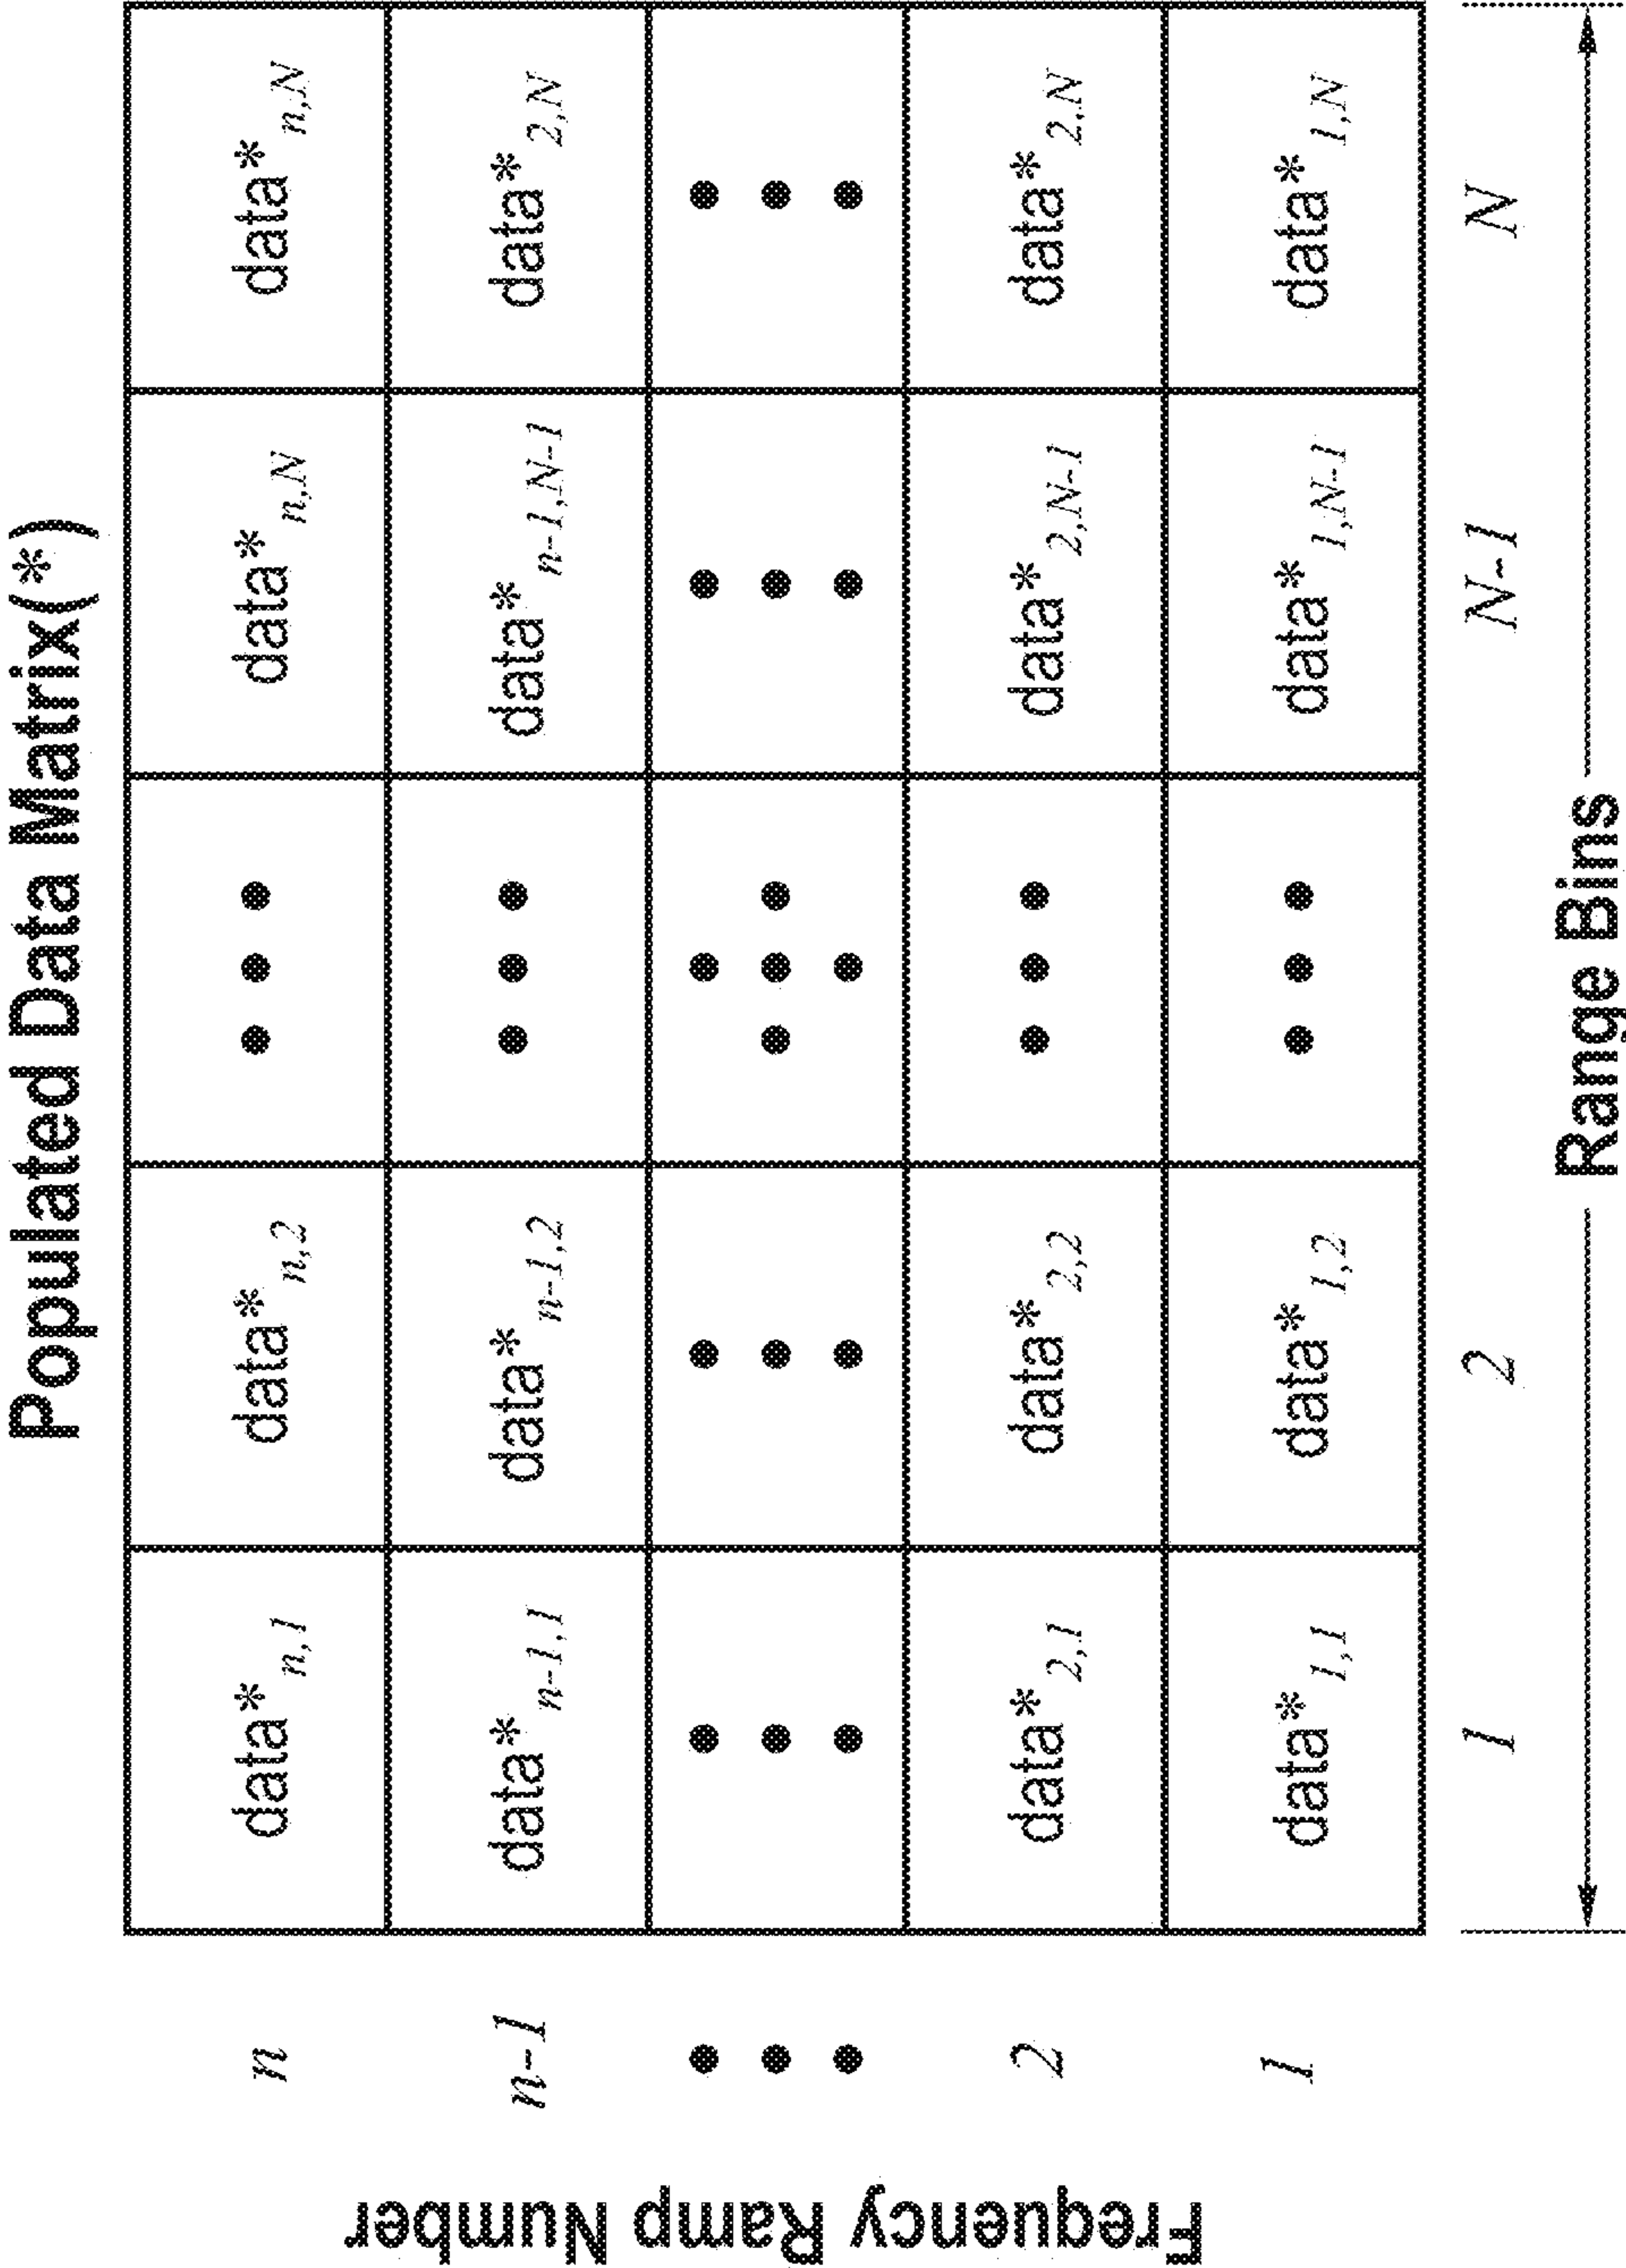 Populated Data Matrix(*)
Frequency Ramp Number
n data*n,1 data*n,2 ••• data*n,N data*n,N
n-1 data*n-1,1 data*n-1,2 ••• data*n-1,N-1 data*2,N
2 data*2,1 data*2,2 ••• data*2,N-1 data*2,N
1 data*1,1 data*1,2 ••• data*1,N-1 data*1,N
1 2 N-1 N
Range Bins